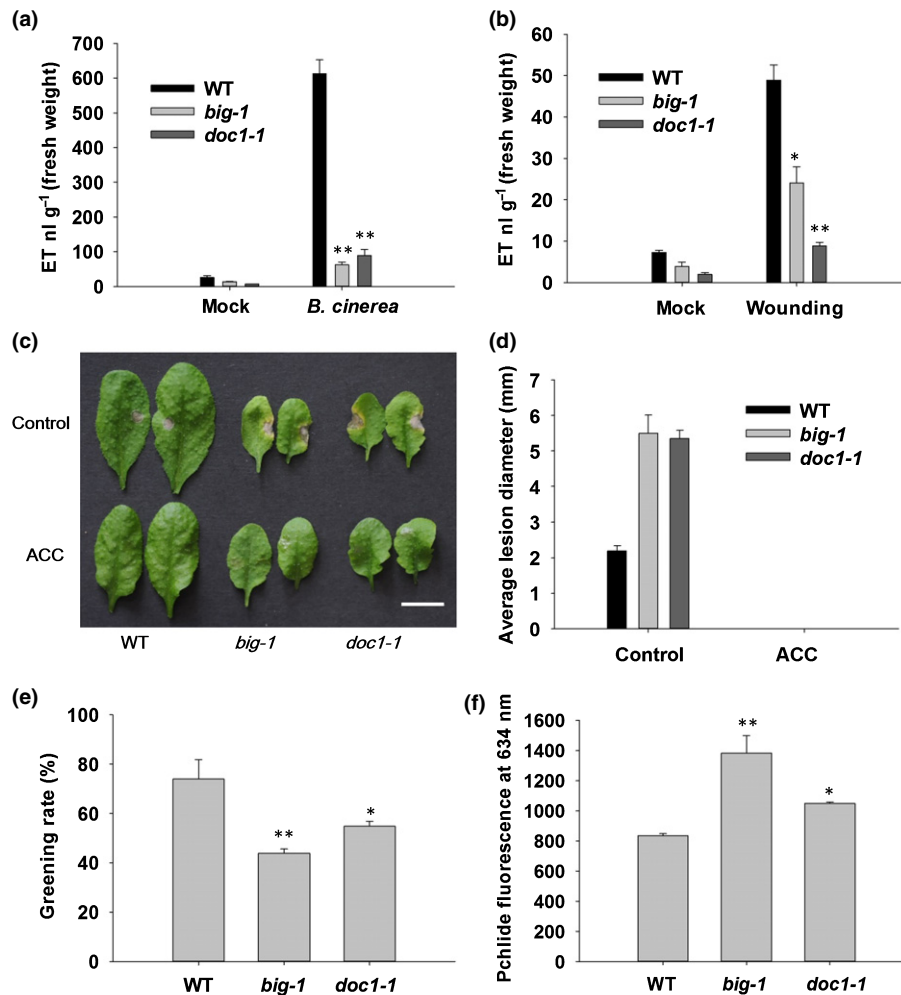 (a)
ET nl g⁻¹ (fresh weight)
700
600
500
400
300
200
100
0
WT
big-1
doc1-1
**
**
Mock
B. cinerea
(b)
ET nl g⁻¹ (fresh weight)
60
50
40
30
20
10
0
WT
big-1
doc1-1
*
**
Mock
Wounding
(c)
Control
ACC
WT
big-1
doc1-1
(d)
Average lesion diameter (mm)
7
6
5
4
3
2
1
0
WT
big-1
doc1-1
Control
ACC
(e)
Greening rate (%)
100
80
60
40
20
0
**
*
WT
big-1
doc1-1
(f)
Pchlide fluorescence at 634 nm
1600
1400
1200
1000
800
600
400
200
0
**
*
WT
big-1
doc1-1